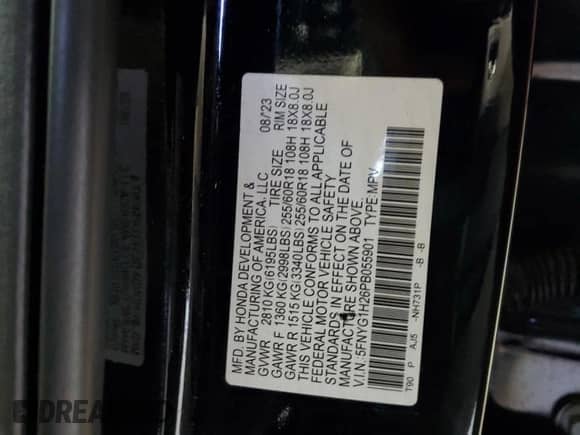 MFD. BY HONDA DEVELOPMENT &
MANUFACTURING OF AMERICA, LLC 08/23
GVWR 2810 KG(6195LBS) TIRE SIZE RIM SIZE
GAWR F 1360 KG(2998LBS) 255/60R18 108H 18X8.0J
GAWR R 1515 KG(3340LBS) 255/60R18 108H 18X8.0J
THIS VEHICLE CONFORMS TO ALL APPLICABLE
FEDERAL MOTOR VEHICLE SAFETY
STANDARDS IN EFFECT ON THE DATE OF
MANUFACTURE SHOWN ABOVE.
V.I.N: 5FNYG1H26PB055901 TYPE:MPV
T90 P AJ5 -NH731P -B -B